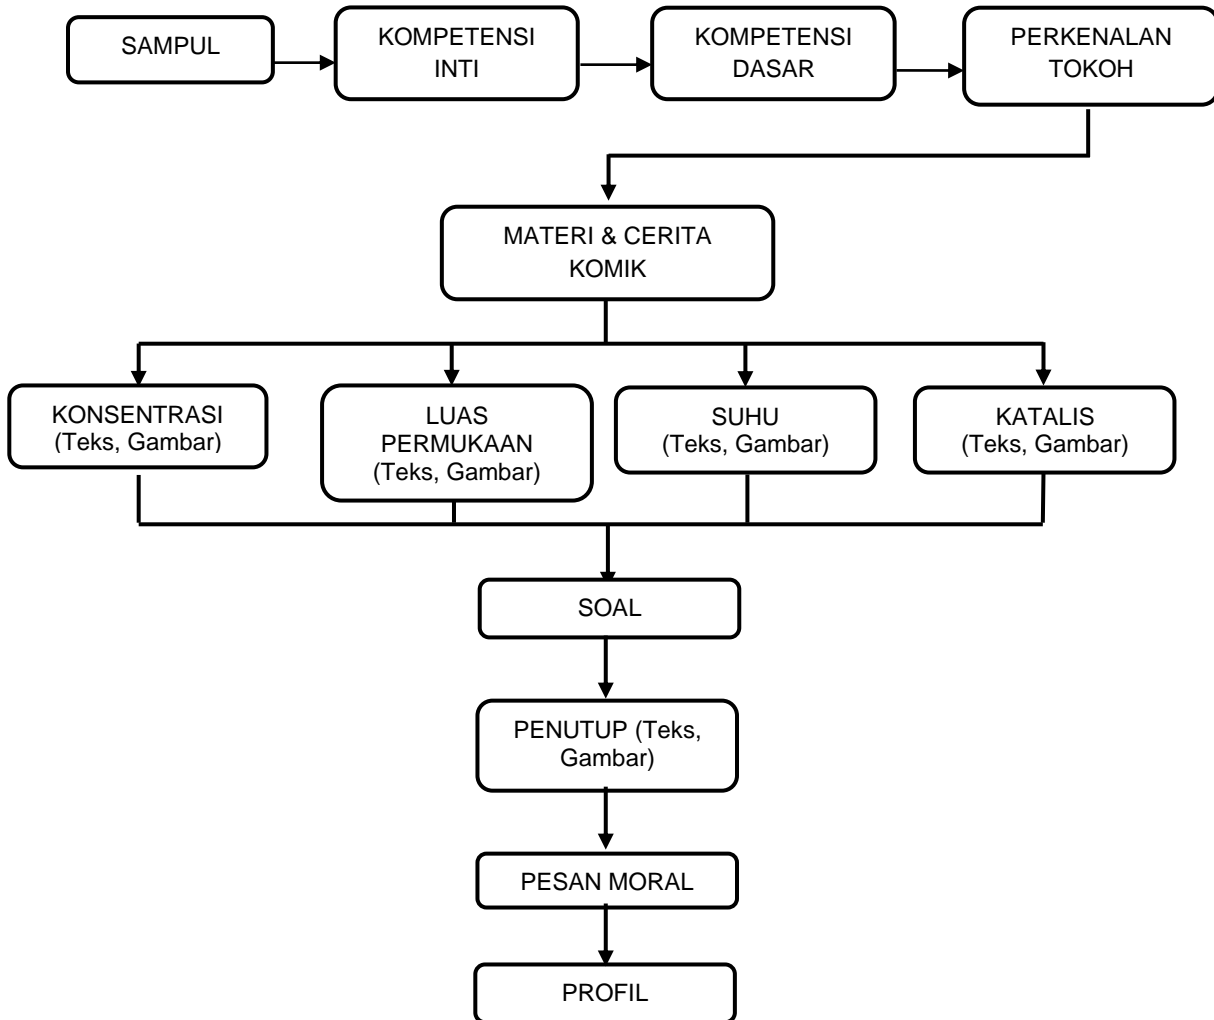 SAMPUL
KOMPETENSI
INTI
KOMPETENSI
DASAR
PERKENALAN
TOKOH
MATERI & CERITA
KOMIK
KONSENTRASI
(Teks, Gambar)
LUAS
PERMUKAAN
(Teks, Gambar)
SUHU
(Teks, Gambar)
KATALIS
(Teks, Gambar)
SOAL
PENUTUP (Teks,
Gambar)
PESAN MORAL
PROFIL